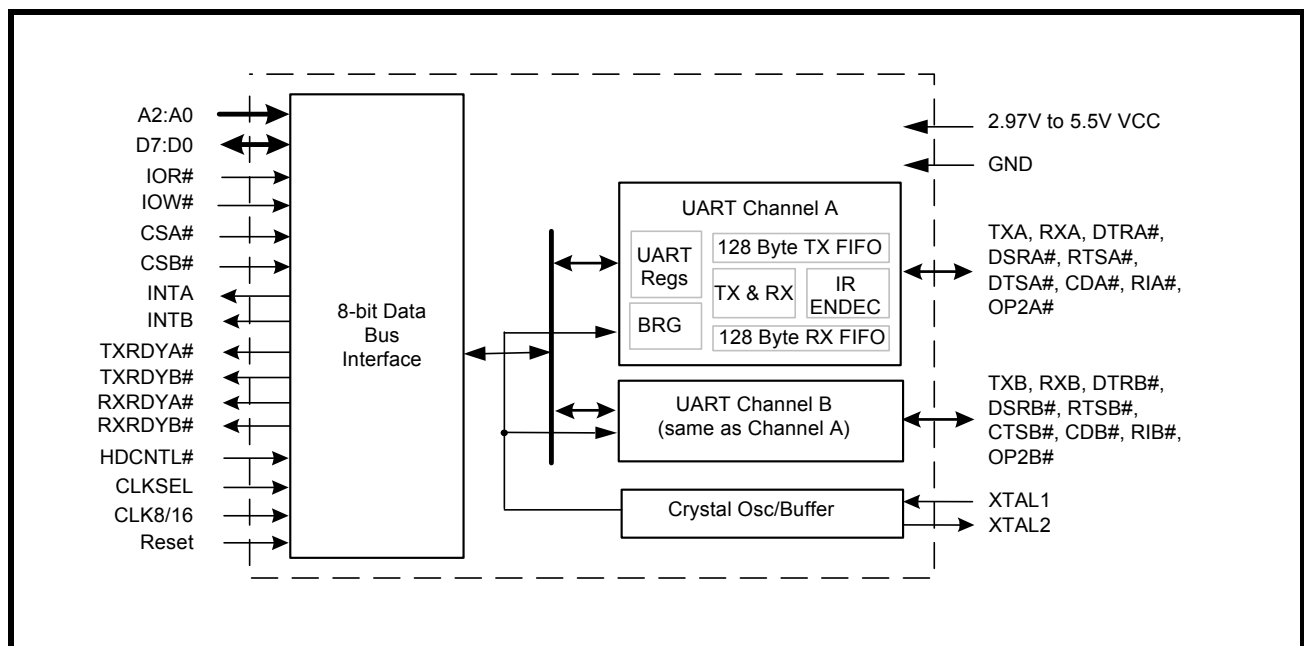 A2:A0
D7:D0
IOR#
IOW#
CSA#
CSB#
INTA
INTB
TXRDYA#
TXRDYB#
RXRDYA#
RXRDYB#
HDCNTL#
CLKSEL
CLK8/16
Reset
8-bit Data
Bus
Interface
UART Channel A
UART
Regs
BRG
128 Byte TX FIFO
TX & RX
IR
ENDEC
128 Byte RX FIFO
UART Channel B
(same as Channel A)
Crystal Osc/Buffer
2.97V to 5.5V VCC
GND
TXA, RXA, DTRA#,
DSRA#, RTSA#,
DTSA#, CDA#, RIA#,
OP2A#
TXB, RXB, DTRB#,
DSRB#, RTSB#,
CTSB#, CDB#, RIB#,
OP2B#
XTAL1
XTAL2